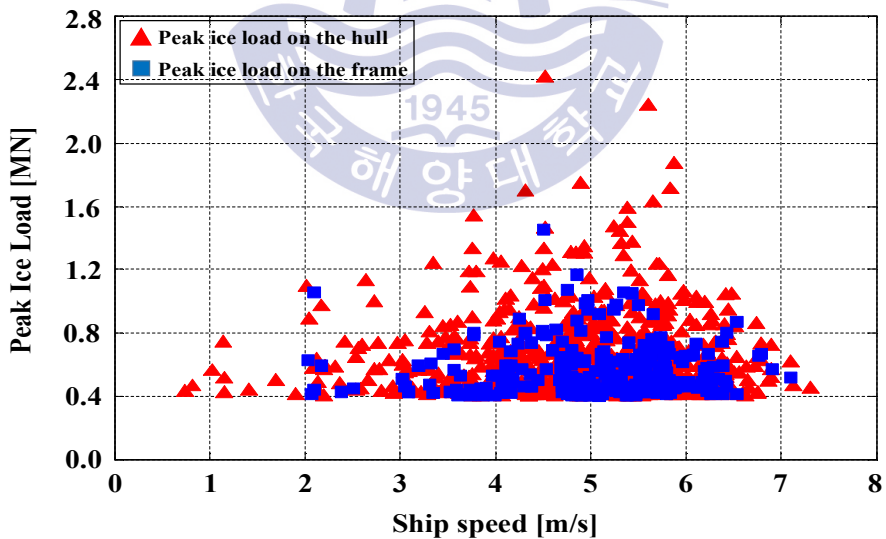 2.8
2.4
2.0
1.6
1.2
0.8
0.4
0.0
Peak Ice Load [MN]
Peak ice load on the hull
Peak ice load on the frame
1945
한국해양대학교
0 1 2 3 4 5 6 7 8
Ship speed [m/s]